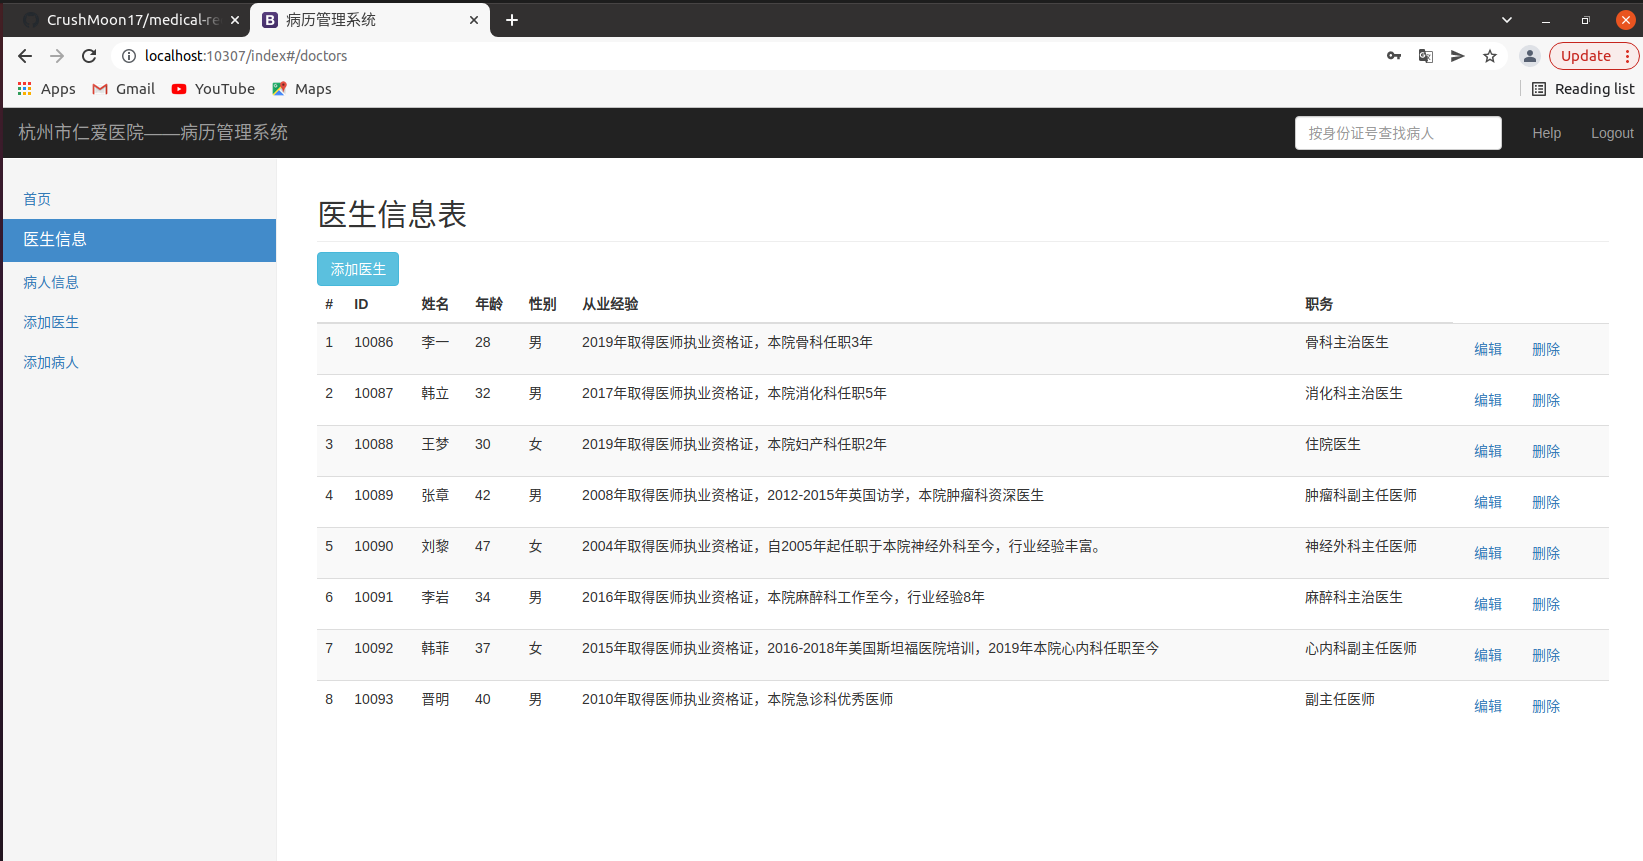 CrushMoon17/medical-re
病历管理系统
localhost:10307/index#/doctors
Update
Apps Gmail YouTube Maps Reading list
杭州市仁爱医院——病历管理系统 按身份证号查找病人 Help Logout
首页
医生信息
病人信息
添加医生
添加病人
医生信息表
添加医生
# ID 姓名 年龄 性别 从业经验 职务
1 10086 李一 28 男 2019年取得医师执业资格证，本院骨科任职3年 骨科主治医生 编辑 删除
2 10087 韩立 32 男 2017年取得医师执业资格证，本院消化科任职5年 消化科主治医生 编辑 删除
3 10088 王梦 30 女 2019年取得医师执业资格证，本院妇产科任职2年 住院医生 编辑 删除
4 10089 张章 42 男 2008年取得医师执业资格证，2012-2015年英国访学，本院肿瘤科资深医生 肿瘤科副主任医师 编辑 删除
5 10090 刘黎 47 女 2004年取得医师执业资格证，自2005年起任职于本院神经外科至今，行业经验丰富。 神经外科主任医师 编辑 删除
6 10091 李岩 34 男 2016年取得医师执业资格证，本院麻醉科工作至今，行业经验8年 麻醉科主治医生 编辑 删除
7 10092 韩菲 37 女 2015年取得医师执业资格证，2016-2018年美国斯坦福医院培训，2019年本院心内科任职至今 心内科副主任医师 编辑 删除
8 10093 晋明 40 男 2010年取得医师执业资格证，本院急诊科优秀医师 副主任医师 编辑 删除